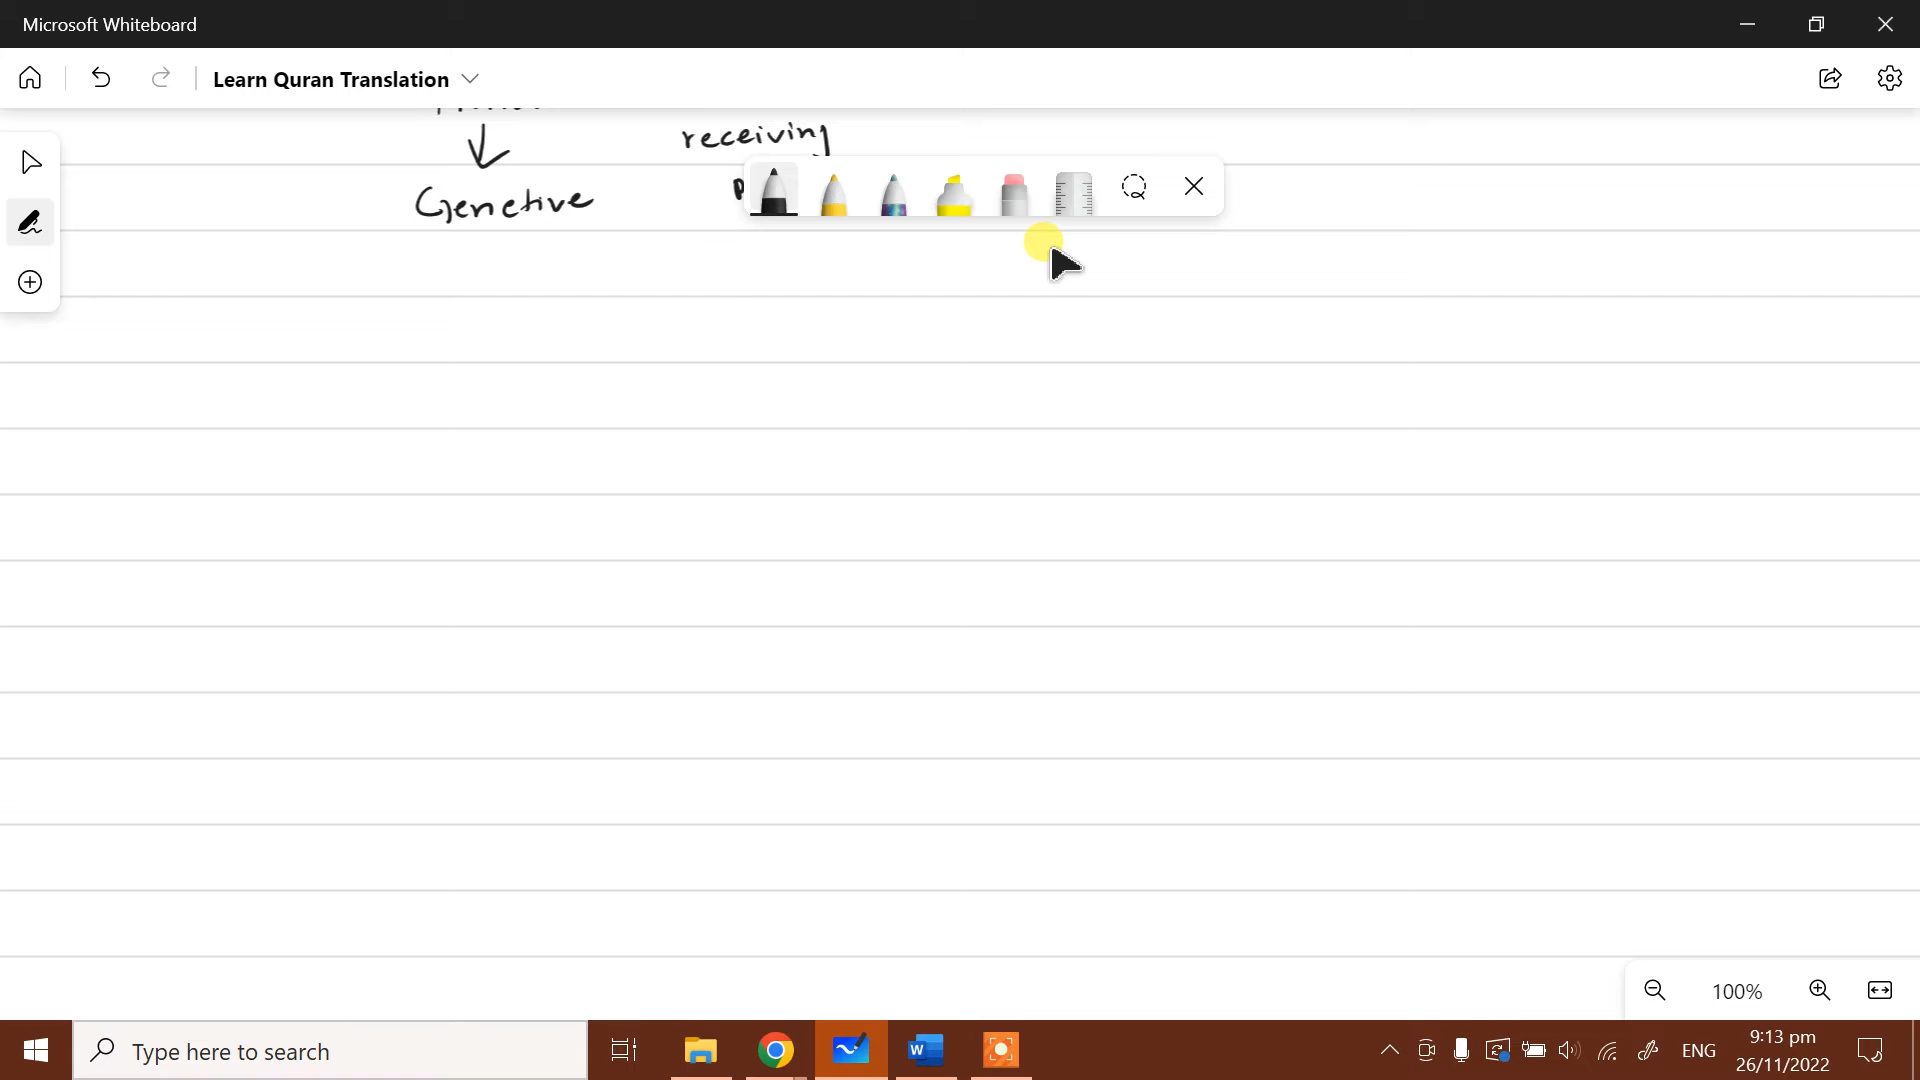 Microsoft Whiteboard
Learn Quran Translation
receiving
Genetive
100%
Type here to search
W
ENG
9:13 pm
26/11/2022